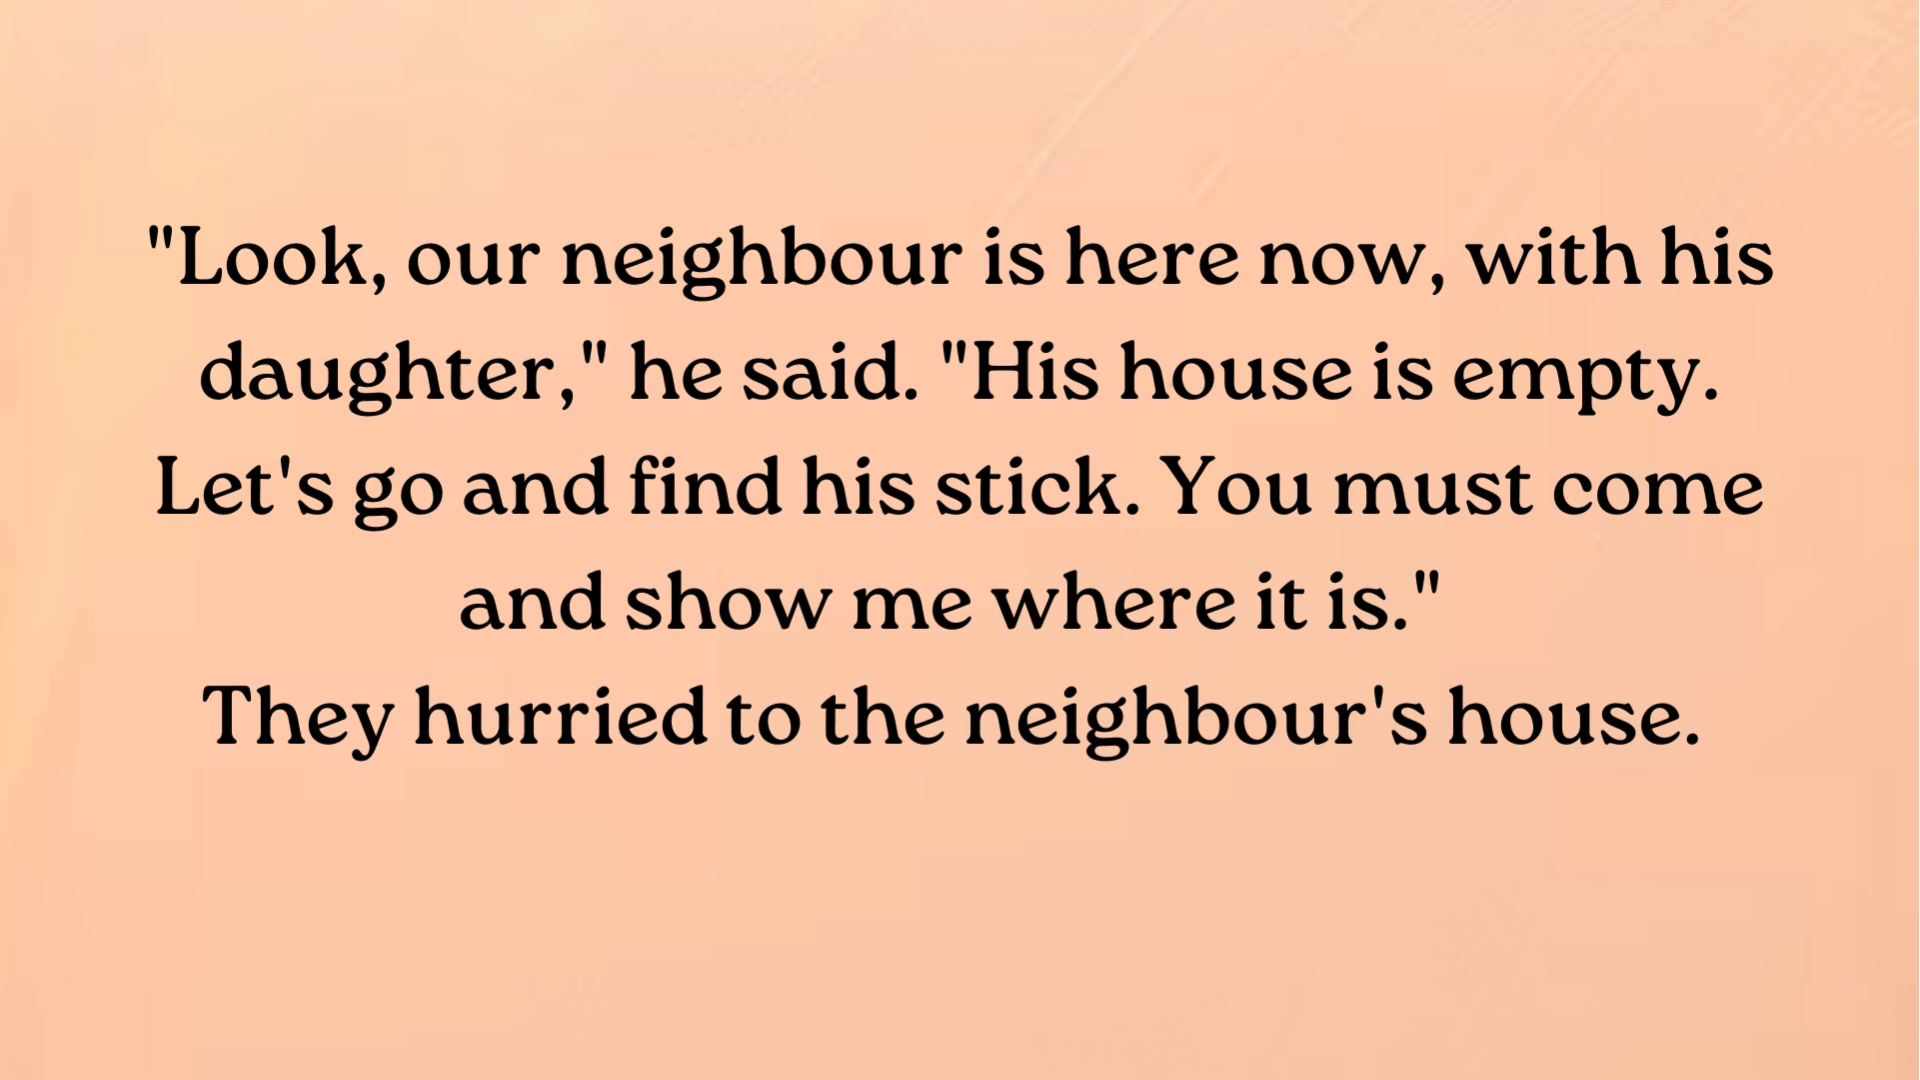 "Look, our neighbour is here now, with his
daughter," he said. "His house is empty.
Let's go and find his stick. You must come
and show me where it is."
They hurried to the neighbour's house.